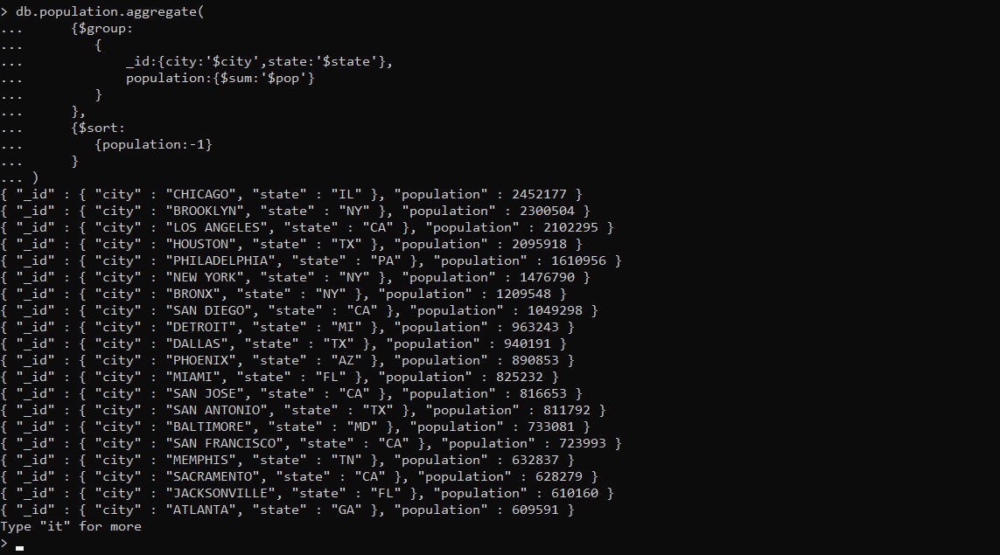 > db.population.aggregate(
...      {$group:
...         {
...             _id:{city:'$city',state:'$state'},
...             population:{$sum:'$pop'}
...         }
...      },
...      {$sort:
...         {population:-1}
...      }
... )
{ "_id" : { "city" : "CHICAGO", "state" : "IL" }, "population" : 2452177 }
{ "_id" : { "city" : "BROOKLYN", "state" : "NY" }, "population" : 2300504 }
{ "_id" : { "city" : "LOS ANGELES", "state" : "CA" }, "population" : 2102295 }
{ "_id" : { "city" : "HOUSTON", "state" : "TX" }, "population" : 2095918 }
{ "_id" : { "city" : "PHILADELPHIA", "state" : "PA" }, "population" : 1610956 }
{ "_id" : { "city" : "NEW YORK", "state" : "NY" }, "population" : 1476790 }
{ "_id" : { "city" : "BRONX", "state" : "NY" }, "population" : 1209548 }
{ "_id" : { "city" : "SAN DIEGO", "state" : "CA" }, "population" : 1049298 }
{ "_id" : { "city" : "DETROIT", "state" : "MI" }, "population" : 963243 }
{ "_id" : { "city" : "DALLAS", "state" : "TX" }, "population" : 940191 }
{ "_id" : { "city" : "PHOENIX", "state" : "AZ" }, "population" : 890853 }
{ "_id" : { "city" : "MIAMI", "state" : "FL" }, "population" : 825232 }
{ "_id" : { "city" : "SAN JOSE", "state" : "CA" }, "population" : 816653 }
{ "_id" : { "city" : "SAN ANTONIO", "state" : "TX" }, "population" : 811792 }
{ "_id" : { "city" : "BALTIMORE", "state" : "MD" }, "population" : 733081 }
{ "_id" : { "city" : "SAN FRANCISCO", "state" : "CA" }, "population" : 723993 }
{ "_id" : { "city" : "MEMPHIS", "state" : "TN" }, "population" : 632837 }
{ "_id" : { "city" : "SACRAMENTO", "state" : "CA" }, "population" : 628279 }
{ "_id" : { "city" : "JACKSONVILLE", "state" : "FL" }, "population" : 610160 }
{ "_id" : { "city" : "ATLANTA", "state" : "GA" }, "population" : 609591 }
Type "it" for more
>